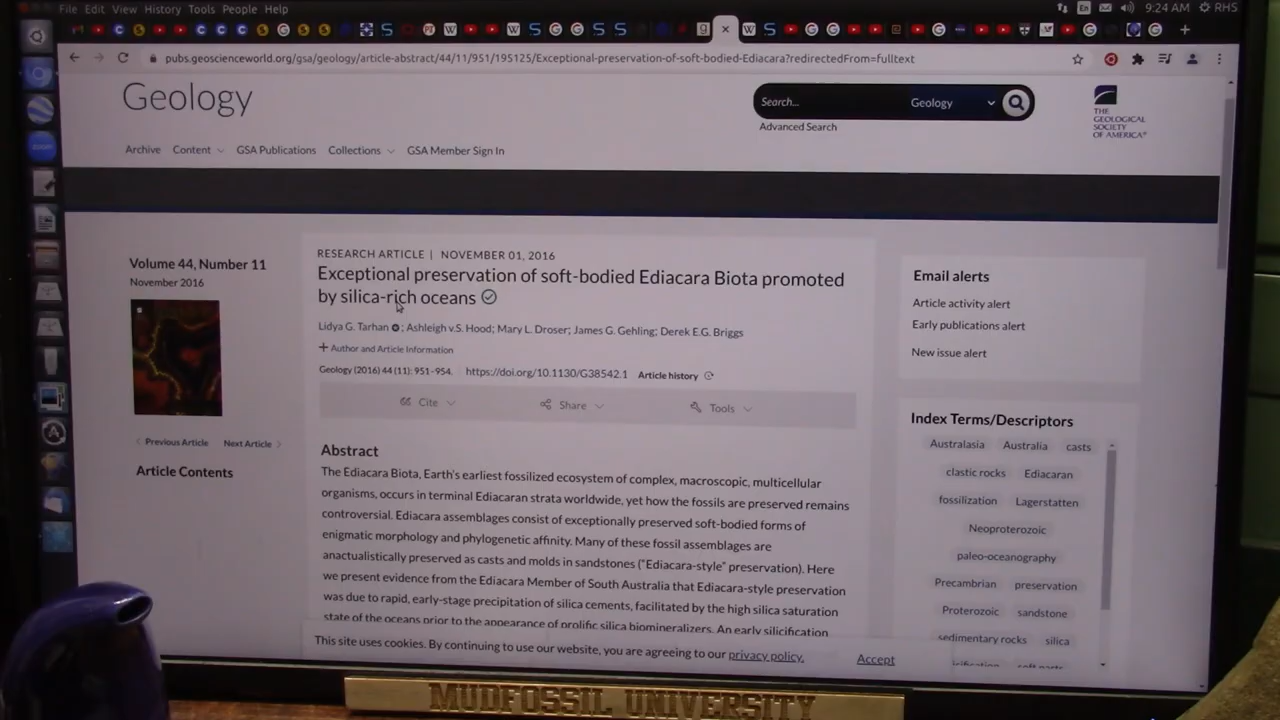 File Edit View History Tools People Help
En 9:24 AM RHS
pubs.geoscienceworld.org/gsa/geology/article-abstract/44/11/951/195125/Exceptional-preservation-of-soft-bodied-Ediacara?redirectedFrom=fulltext
Geology
Search... Geology
Advanced Search
THE
GEOLOGICAL
SOCIETY
OF AMERICA®
Archive Content GSA Publications Collections GSA Member Sign In
Volume 44, Number 11
November 2016
Previous Article Next Article
Article Contents
RESEARCH ARTICLE | NOVEMBER 01, 2016
Exceptional preservation of soft-bodied Ediacara Biota promoted
by silica-rich oceans
Lidya G. Tarhan; Ashleigh v.S. Hood; Mary L. Droser; James G. Gehling; Derek E.G. Briggs
+ Author and Article Information
Geology (2016) 44 (11): 951–954. https://doi.org/10.1130/G38542.1 Article history
Cite Share Tools
Abstract
The Ediacara Biota, Earth's earliest fossilized ecosystem of complex, macroscopic, multicellular
organisms, occurs in terminal Ediacaran strata worldwide, yet how the fossils are preserved remains
controversial. Ediacara assemblages consist of exceptionally preserved soft-bodied forms of
enigmatic morphology and phylogenetic affinity. Many of these fossil assemblages are
anactualistically preserved as casts and molds in sandstones ("Ediacara-style" preservation). Here
we present evidence from the Ediacara Member of South Australia that Ediacara-style preservation
was due to rapid, early-stage precipitation of silica cements, facilitated by the high silica saturation
state of the oceans prior to the appearance of prolific silica biomineralizers. An early silicification
This site uses cookies. By continuing to use our website, you are agreeing to our privacy policy. Accept
Email alerts
Article activity alert
Early publications alert
New issue alert
Index Terms/Descriptors
Australasia Australia casts
clastic rocks Ediacaran
fossilization Lagerstatten
Neoproterozoic
paleo-oceanography
Precambrian preservation
Proterozoic sandstone
sedimentary rocks silica
soft parts
MUDFOSSIL UNIVERSITY